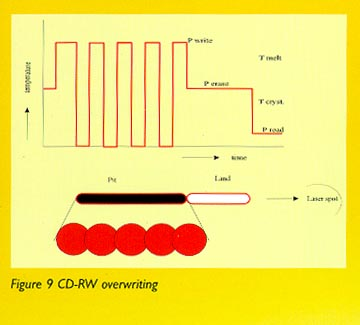 P write
T melt
temperature
P erase
T cryst.
P read
time
Pit
Land
Laser spot
Figure 9 CD-RW overwriting